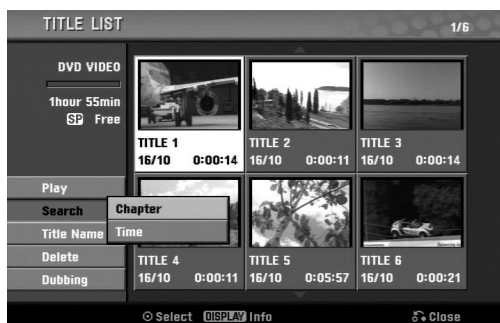 TITLE LIST
1/6
DVD VIDEO
1hour 55min
SP Free
TITLE 1
16/10 0:00:14
TITLE 2
16/10 0:00:11
TITLE 3
16/10 0:00:14
Play
Search
Title Name
Delete
Dubbing
Chapter
Time
TITLE 4
16/10 0:00:11
TITLE 5
16/10 0:05:57
TITLE 6
16/10 0:00:21
Select DISPLAY Info
Close